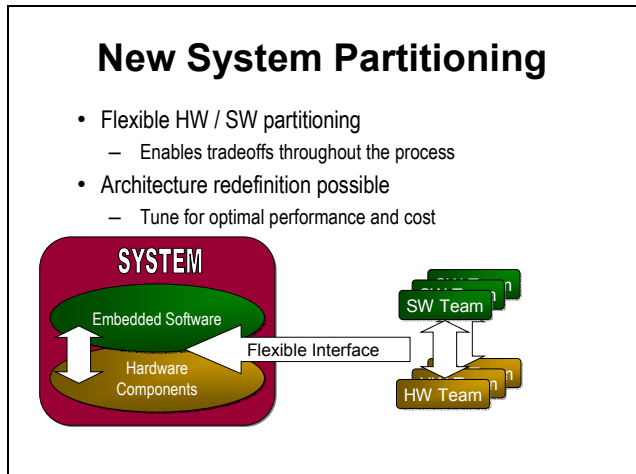 New System Partitioning
• Flexible HW / SW partitioning
– Enables tradeoffs throughout the process
• Architecture redefinition possible
– Tune for optimal performance and cost
SYSTEM
Embedded Software
Hardware
Components
Flexible Interface
SW Team
HW Team